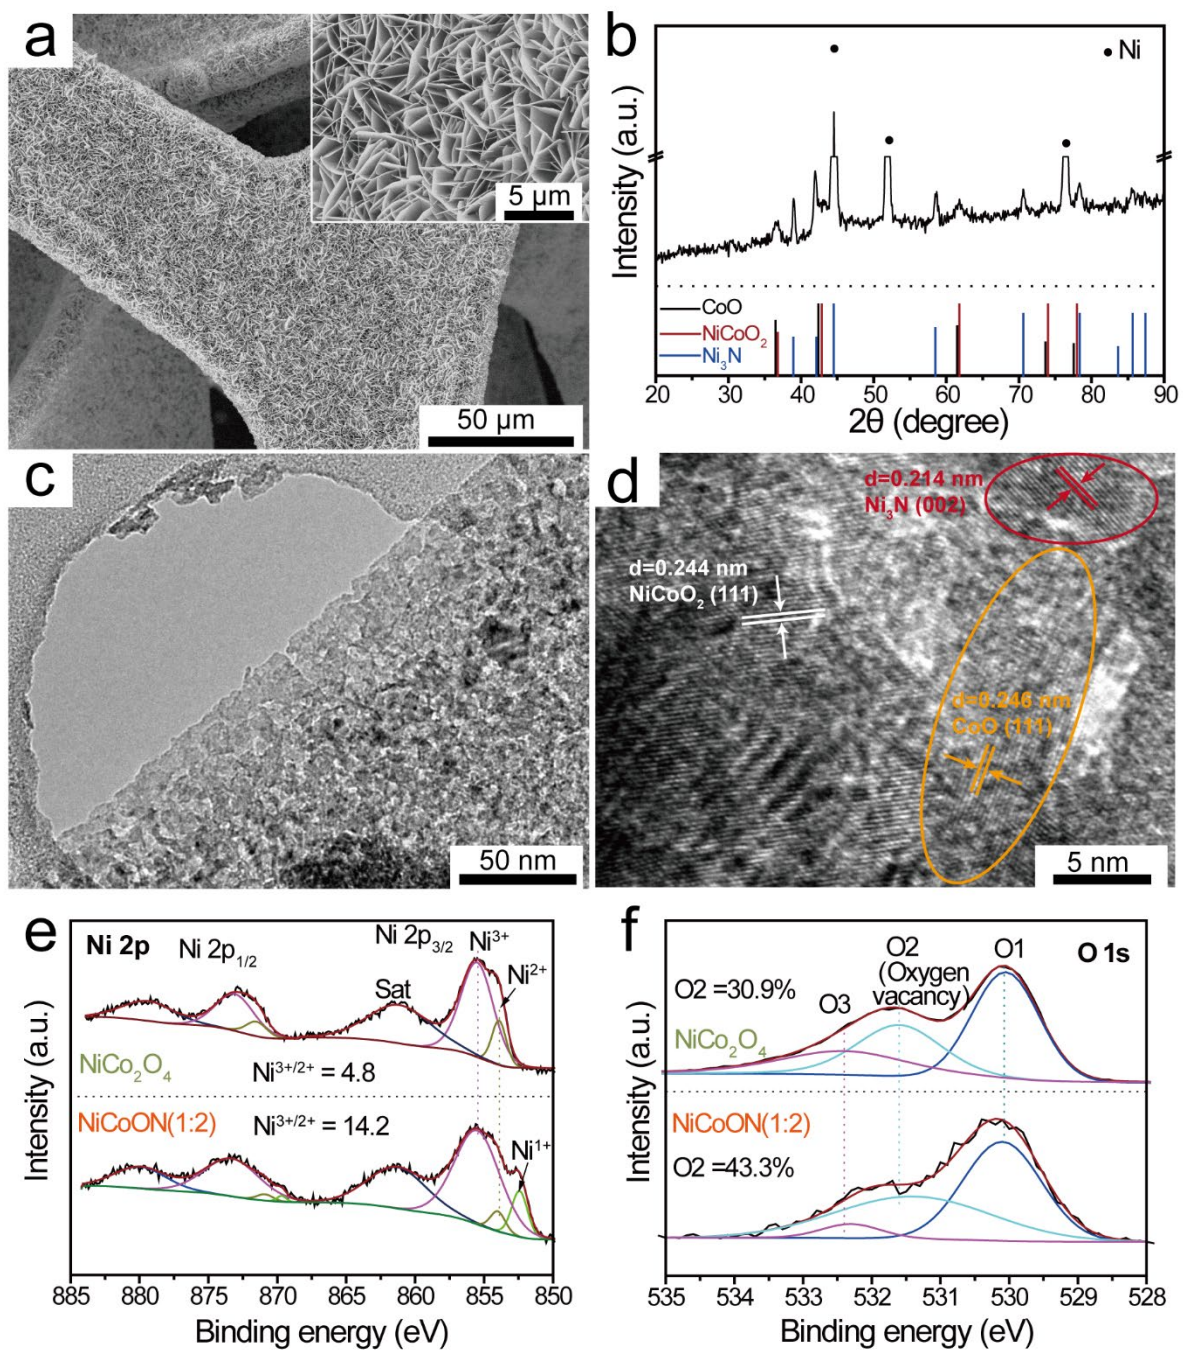 a
5 µm
50 µm
b
Ni
Intensity (a.u.)
CoO
NiCoO₂
Ni₃N
20 30 40 50 60 70 80 90
2θ (degree)
c
50 nm
d
d=0.214 nm
Ni₃N (002)
d=0.244 nm
NiCoO₂ (111)
d=0.246 nm
CoO (111)
5 nm
e
Ni 2p
Ni 2p₁/₂
Ni 2p₃/₂
Ni³⁺
Ni²⁺
Sat
NiCo₂O₄
Ni³⁺/²⁺ = 4.8
NiCoON(1:2)
Ni³⁺/²⁺ = 14.2
Ni¹⁺
Intensity (a.u.)
885 880 875 870 865 860 855 850
Binding energy (eV)
f
O 1s
O2 =30.9%
O3
O2
(Oxygen
vacancy)
O1
NiCo₂O₄
NiCoON(1:2)
O2 =43.3%
Intensity (a.u.)
535 534 533 532 531 530 529 528
Binding energy (eV)